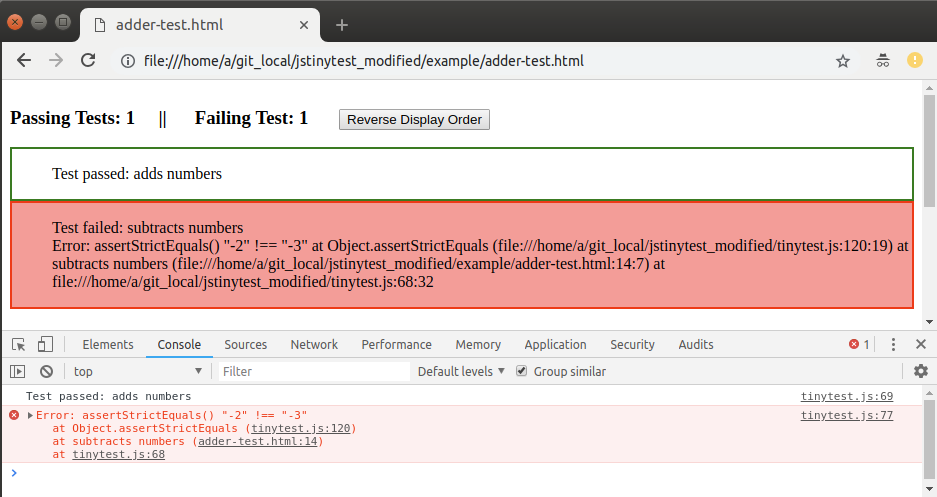 adder-test.html
file:///home/a/git_local/jstinytest_modified/example/adder-test.html
Passing Tests: 1 || Failing Test: 1 Reverse Display Order
Test passed: adds numbers
Test failed: subtracts numbers
Error: assertStrictEquals() "-2" !== "-3" at Object.assertStrictEquals (file:///home/a/git_local/jstinytest_modified/tinytest.js:120:19) at
subtracts numbers (file:///home/a/git_local/jstinytest_modified/example/adder-test.html:14:7) at
file:///home/a/git_local/jstinytest_modified/tinytest.js:68:32
Elements Console Sources Network Performance Memory Application Security Audits 1
top Filter Default levels Group similar
Test passed: adds numbers tinytest.js:69
Error: assertStrictEquals() "-2" !== "-3" tinytest.js:77
at Object.assertStrictEquals (tinytest.js:120)
at subtracts numbers (adder-test.html:14)
at tinytest.js:68